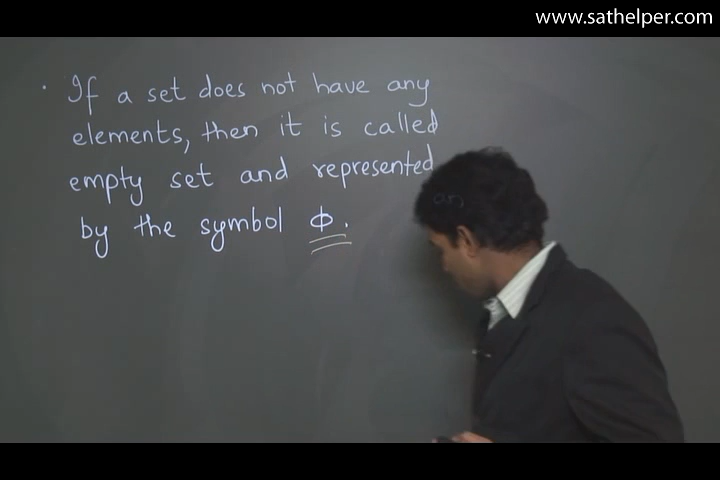 www.sathelper.com
· If a set does not have any
elements, then it is called
empty set and represented
by the symbol Φ.
an